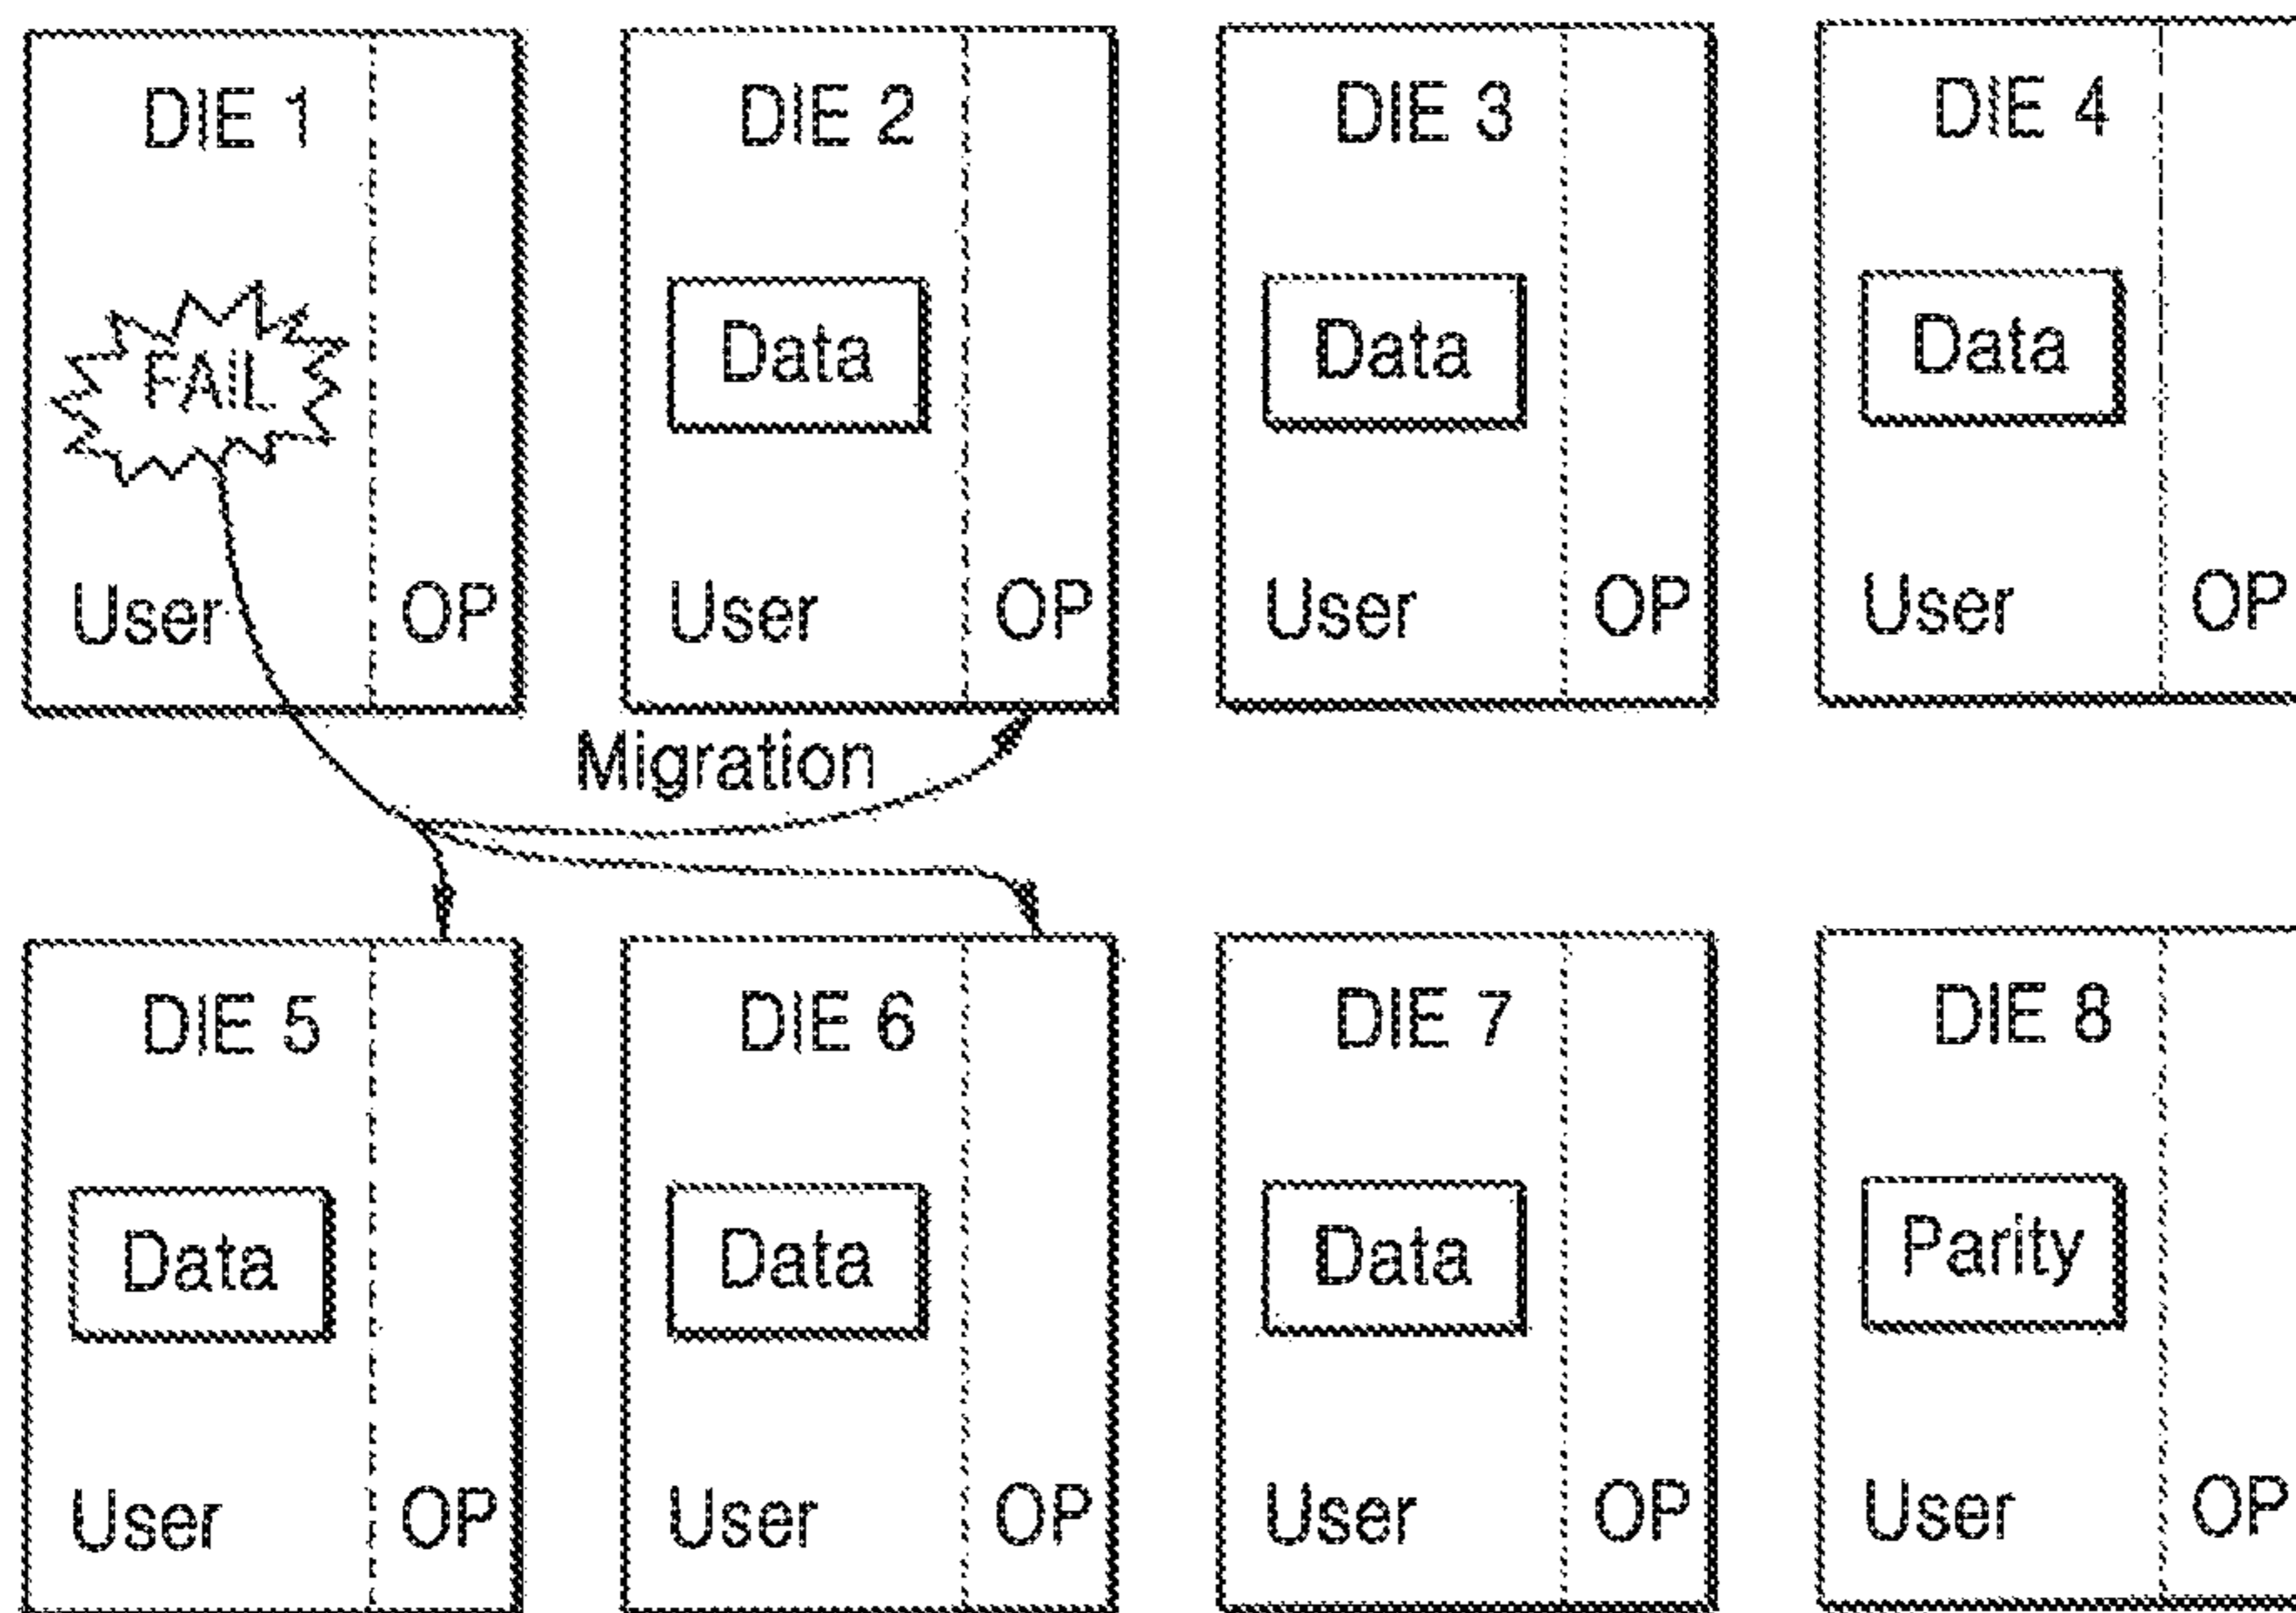 DIE 1 DIE 2 DIE 3 DIE 4
FAIL Data Data Data
User OP User OP User OP User OP
Migration
DIE 5 DIE 6 DIE 7 DIE 8
Data Data Data Parity
User OP User OP User OP User OP